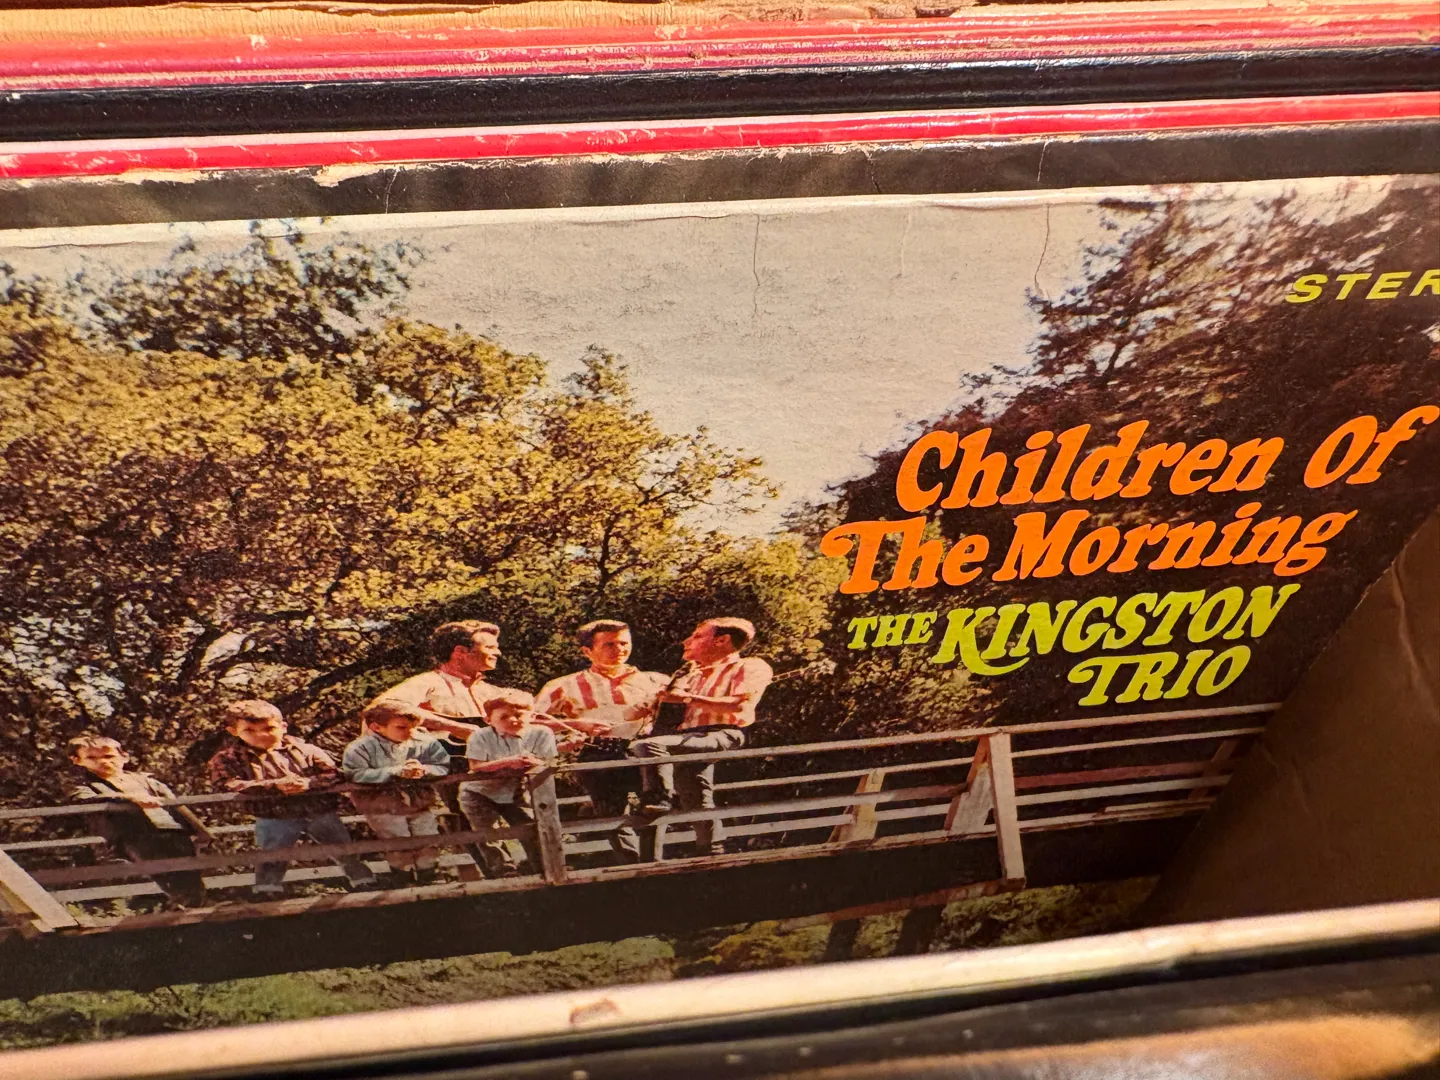 STER
Children Of
The Morning
THE KINGSTON
TRIO